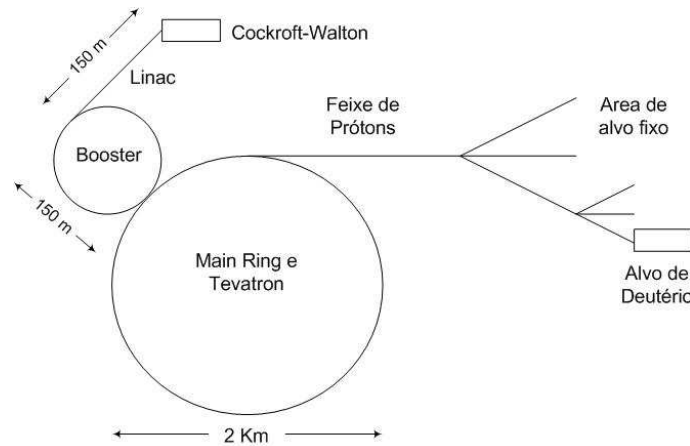 150 m
Cockroft-Walton
Linac
Feixe de
Prótons
Area de
alvo fixo
Booster
150 m
Main Ring e
Tevatron
Alvo de
Deutério
2 Km